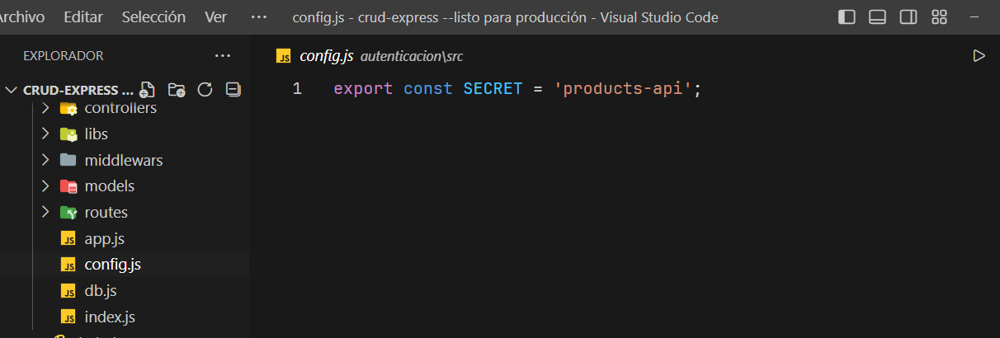 Archivo Editar Selección Ver ··· config.js - crud-express --listo para producción - Visual Studio Code
EXPLORADOR ···
CRUD-EXPRESS ...
controllers
libs
middlewars
models
routes
JS app.js
JS config.js
JS db.js
JS index.js
JS config.js autenticacion\src
1 export const SECRET = 'products-api';